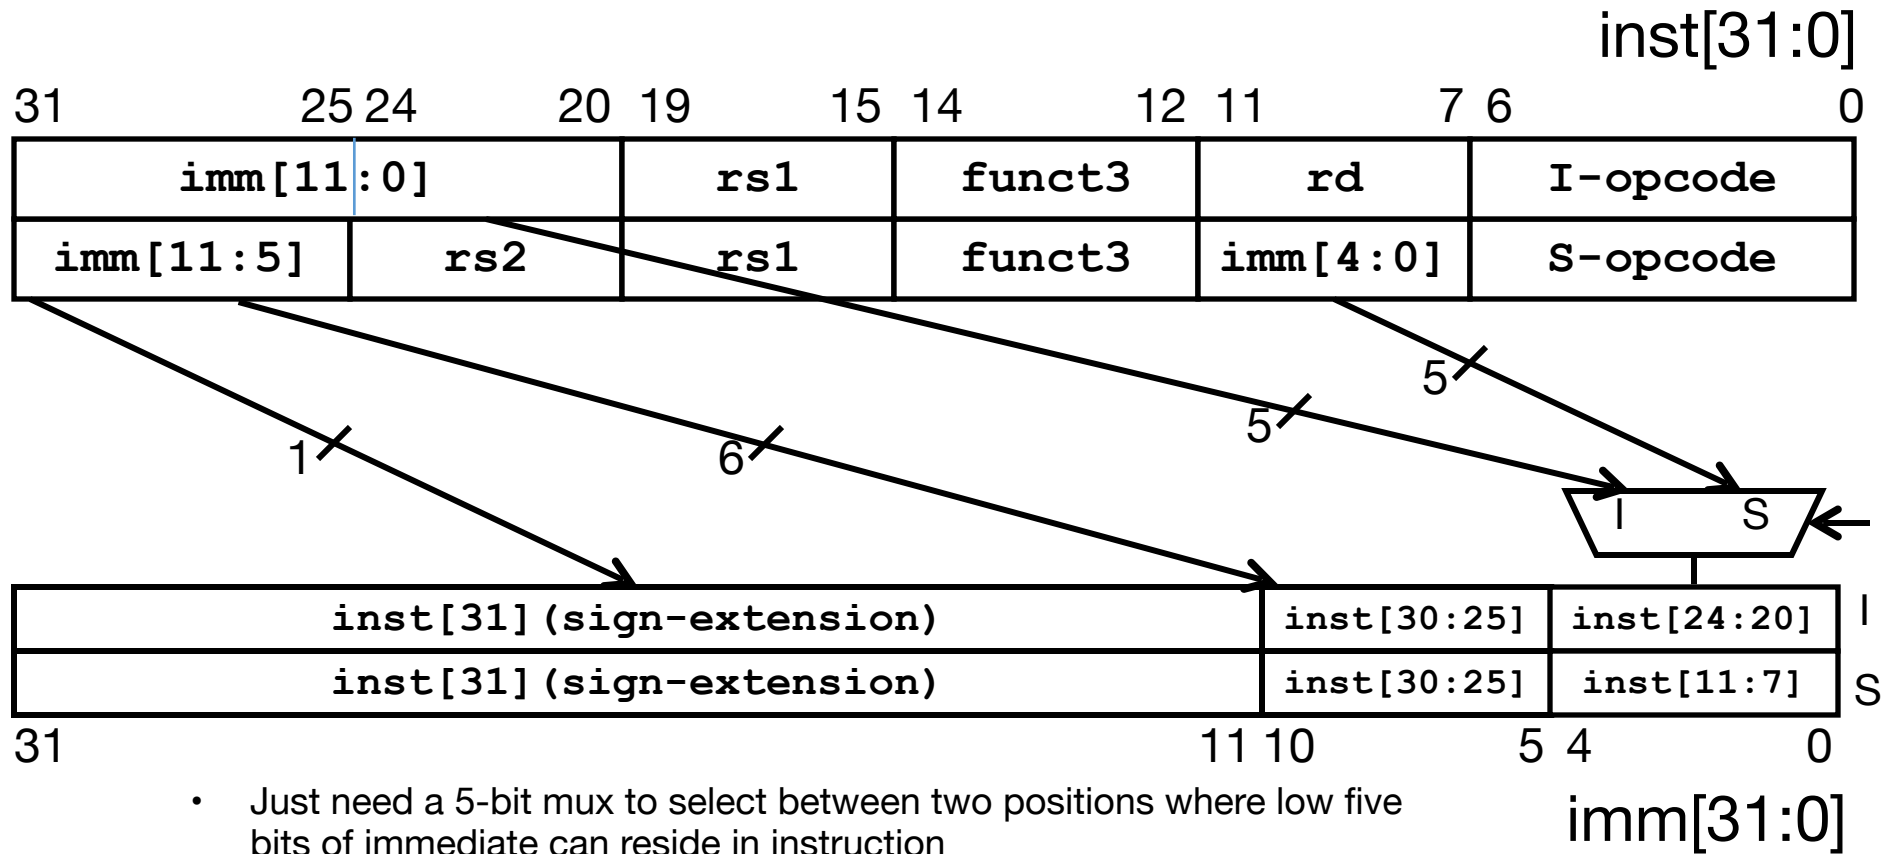 inst[31:0]
31 25 24 20 19 15 14 12 11 7 6 0
imm[11:0] rs1 funct3 rd I-opcode
imm[11:5] rs2 rs1 funct3 imm[4:0] S-opcode
5
5
1
6
I S
inst[31](sign-extension) inst[30:25] inst[24:20] I
inst[31](sign-extension) inst[30:25] inst[11:7] S
31 11 10 5 4 0
• Just need a 5-bit mux to select between two positions where low five
bits of immediate can reside in instruction
imm[31:0]